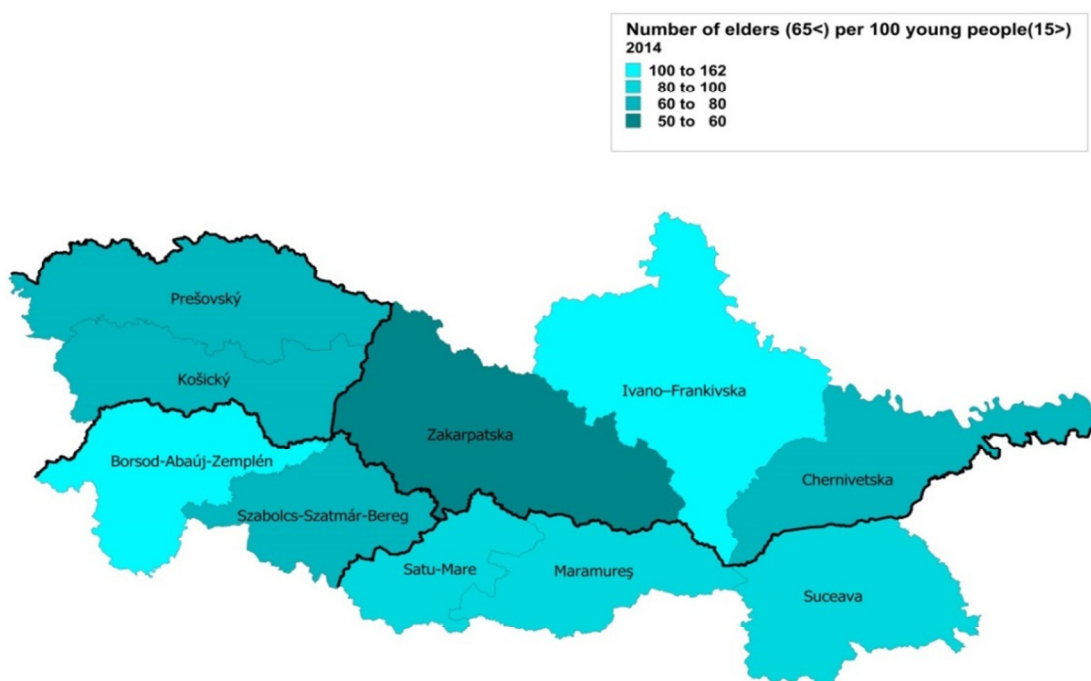 Number of elders (65<) per 100 young people(15>)
2014
100 to 162
80 to 100
60 to 80
50 to 60
Prešovský
Košický
Ivano–Frankivska
Zakarpatska
Borsod-Abaúj-Zemplén
Chernivetska
Szabolcs-Szatmár-Bereg
Satu-Mare
Maramureş
Suceava